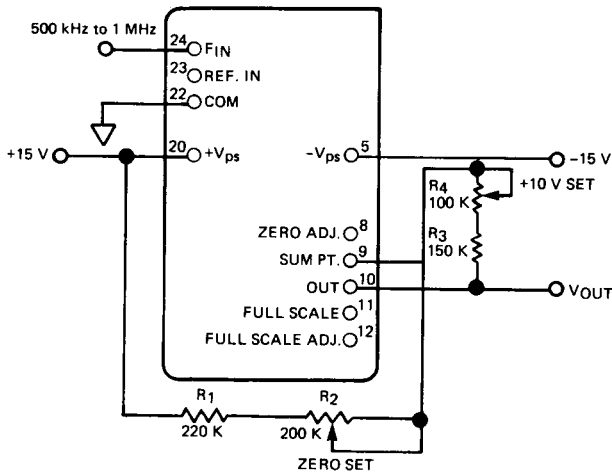 500 kHz to 1 MHz
24 FIN
23 REF. IN
22 COM
+15 V
20 +Vps
-Vps 5
-15 V
R4
100 K
+10 V SET
ZERO ADJ. 8
R3
150 K
SUM PT. 9
OUT 10
VOUT
FULL SCALE 11
FULL SCALE ADJ. 12
R1
220 K
R2
200 K
ZERO SET